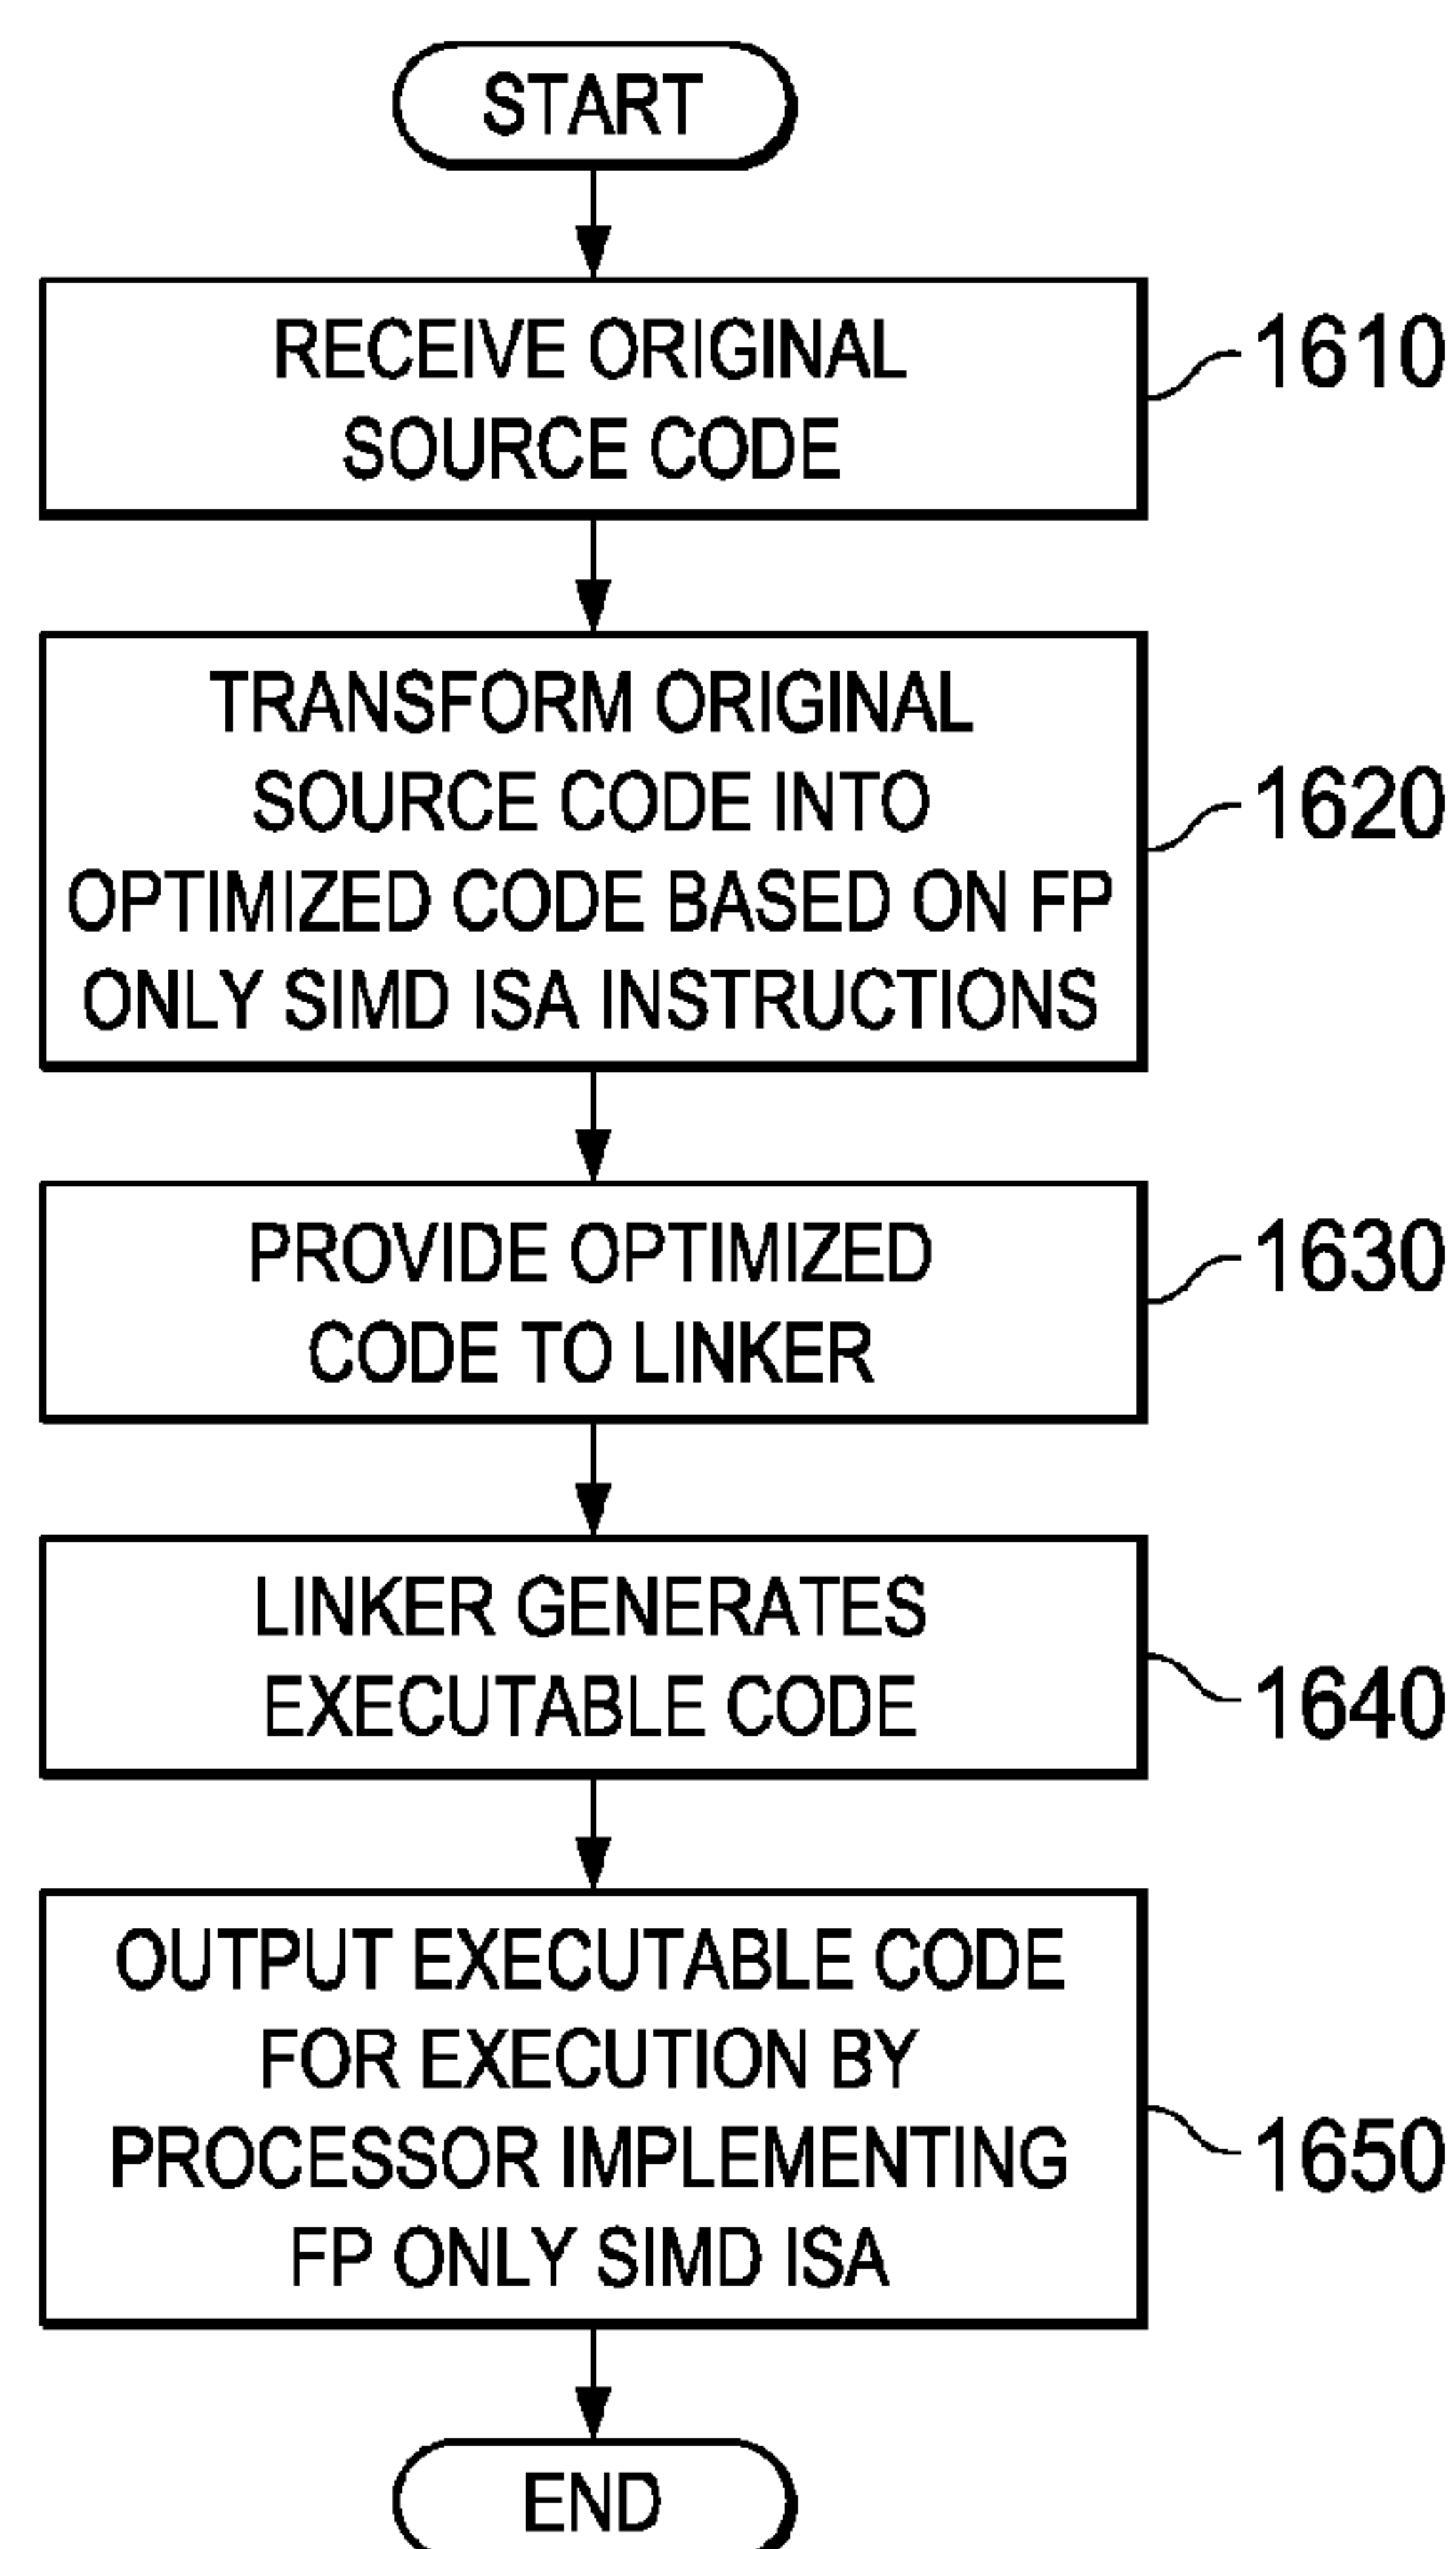 START
RECEIVE ORIGINAL
SOURCE CODE
1610
TRANSFORM ORIGINAL
SOURCE CODE INTO
OPTIMIZED CODE BASED ON FP
ONLY SIMD ISA INSTRUCTIONS
1620
PROVIDE OPTIMIZED
CODE TO LINKER
1630
LINKER GENERATES
EXECUTABLE CODE
1640
OUTPUT EXECUTABLE CODE
FOR EXECUTION BY
PROCESSOR IMPLEMENTING
FP ONLY SIMD ISA
1650
END